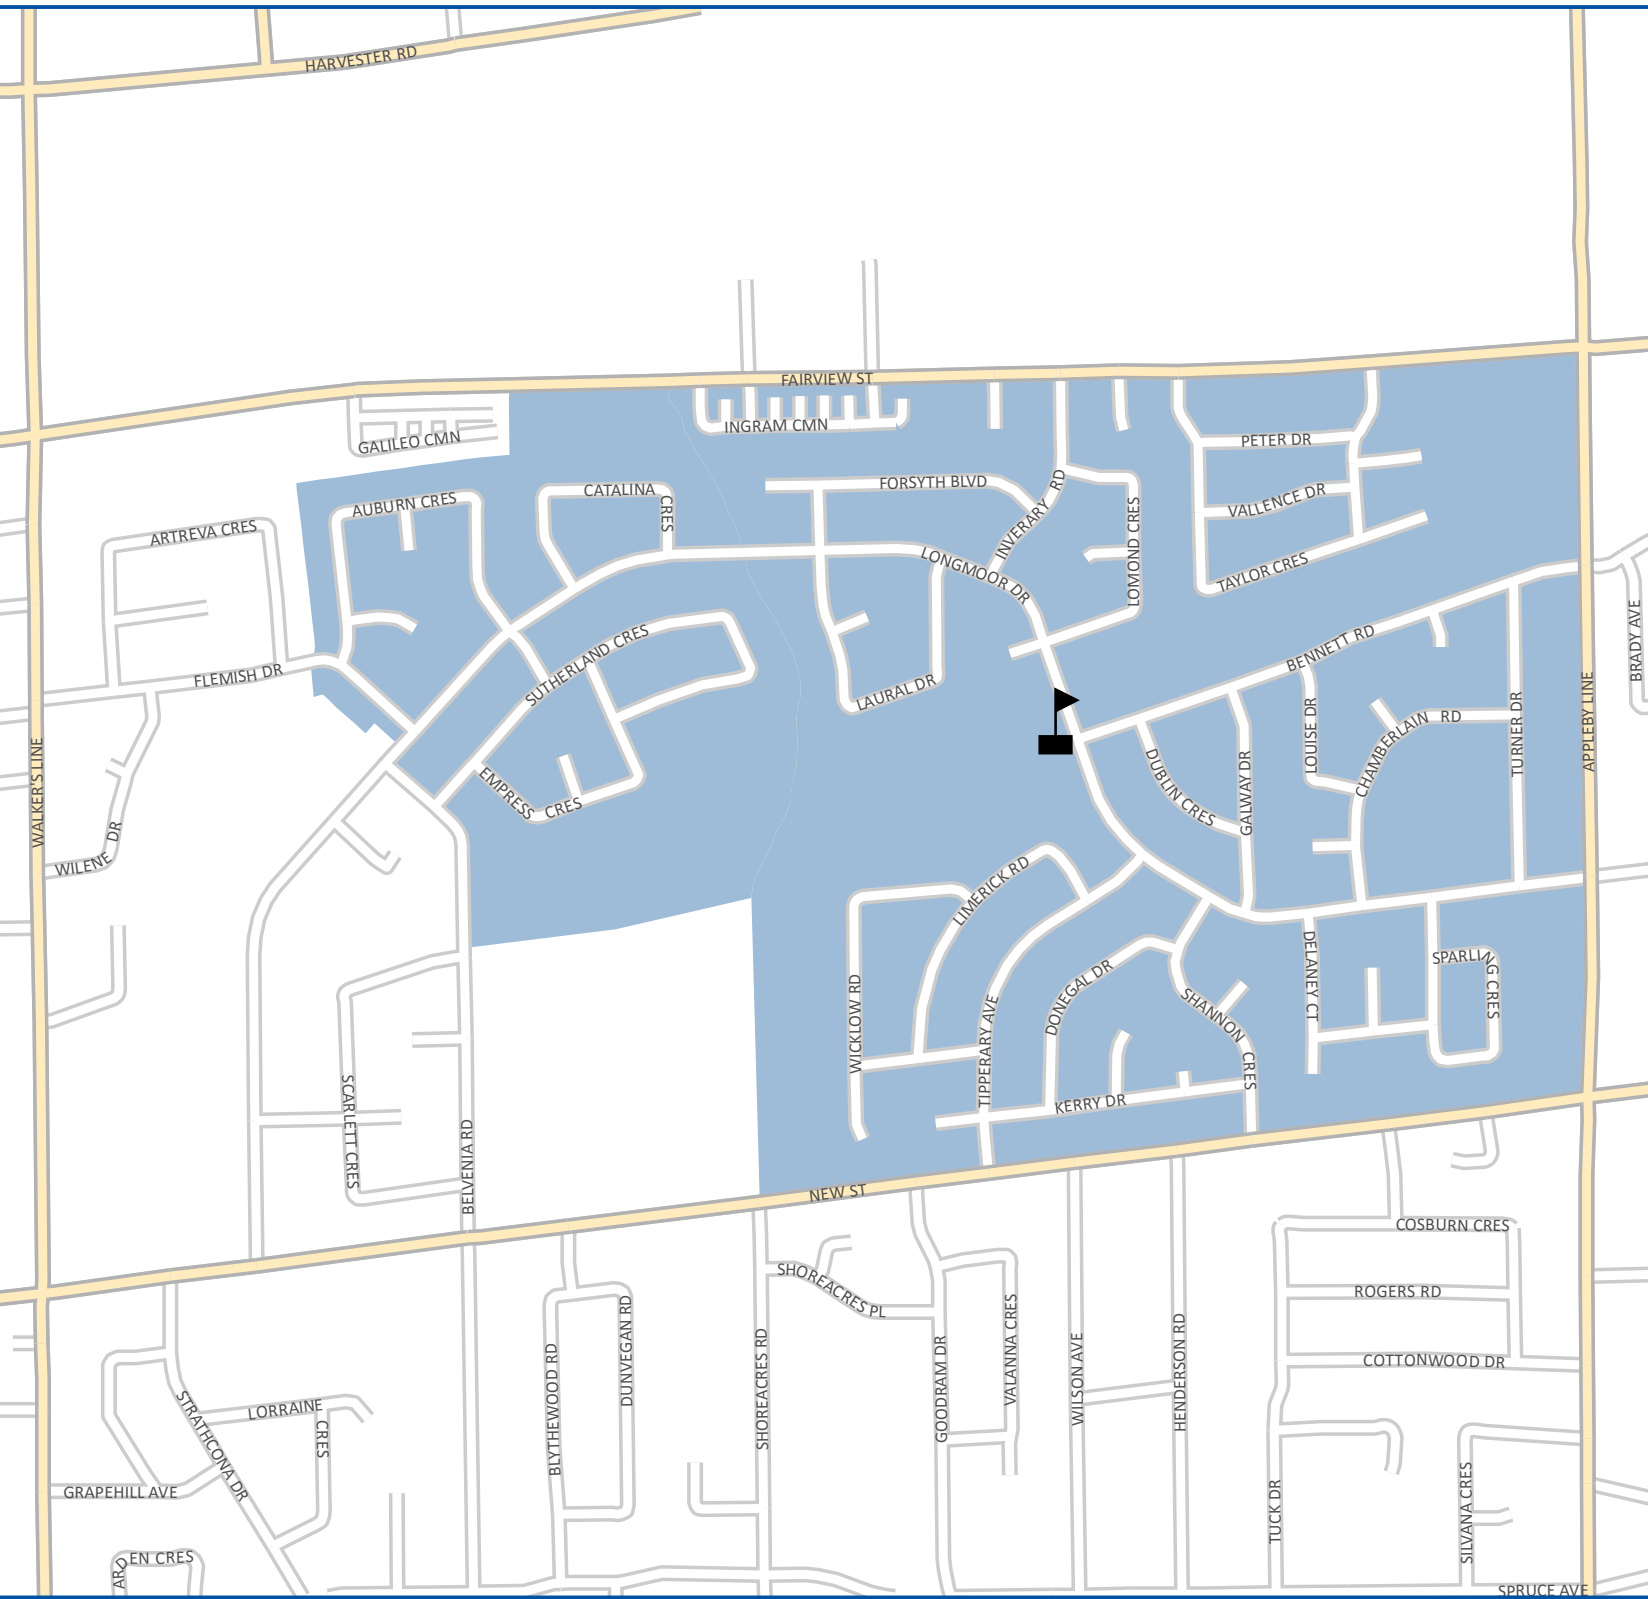 HARVESTER RD
FAIRVIEW ST
INGRAM CMN
GALILEO CMN
PETER DR
FORSYTH BLVD
CATALINA CRES
AUBURN CRES
VALLENCE DR
INVERARY RD
ARTREVA CRES
LOMOND CRES
LONGMOOR DR
TAYLOR CRES
BRADY AVE
SUTHERLAND CRES
BENNETT RD
FLEMISH DR
LAURAL DR
APPLEBY LINE
LOUISE DR
CHAMBERLAIN RD
TURNER DR
WALKER'S LINE
EMPRESS CRES
DUBLIN CRES
GALWAY DR
WILENE DR
LIMERICK RD
SPARLING CRES
DELANEY CT
DONEGAL DR
SHANNON CRES
WICKLOW RD
TIPPERARY AVE
KERRY DR
SCARLETT CRES
BELVENIA RD
NEW ST
COSBURN CRES
SHOREACRES PL
ROGERS RD
COTTONWOOD DR
DUNVEGAN RD
BLYTHEWOOD RD
SHOREACRES RD
GOODRAM DR
VALANNA CRES
WILSON AVE
HENDERSON RD
LORRAINE CRES
STRATHCONA DR
GRAPEHILL AVE
TUCK DR
SILVANA CRES
ARDEN CRES
SPRUCE AVE